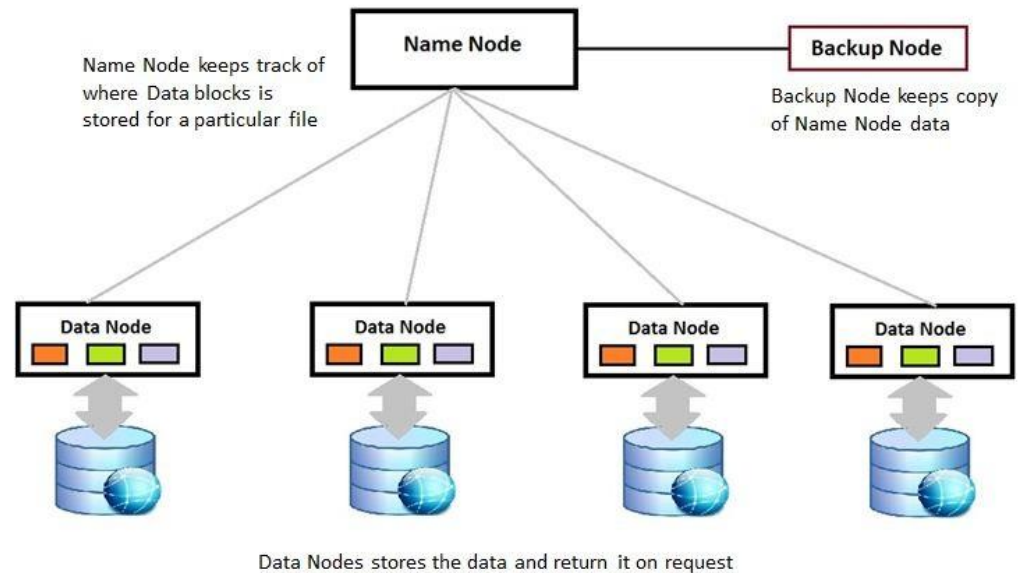 Name Node
Backup Node
Name Node keeps track of
where Data blocks is
stored for a particular file
Backup Node keeps copy
of Name Node data
Data Node
Data Node
Data Node
Data Node
Data Nodes stores the data and return it on request